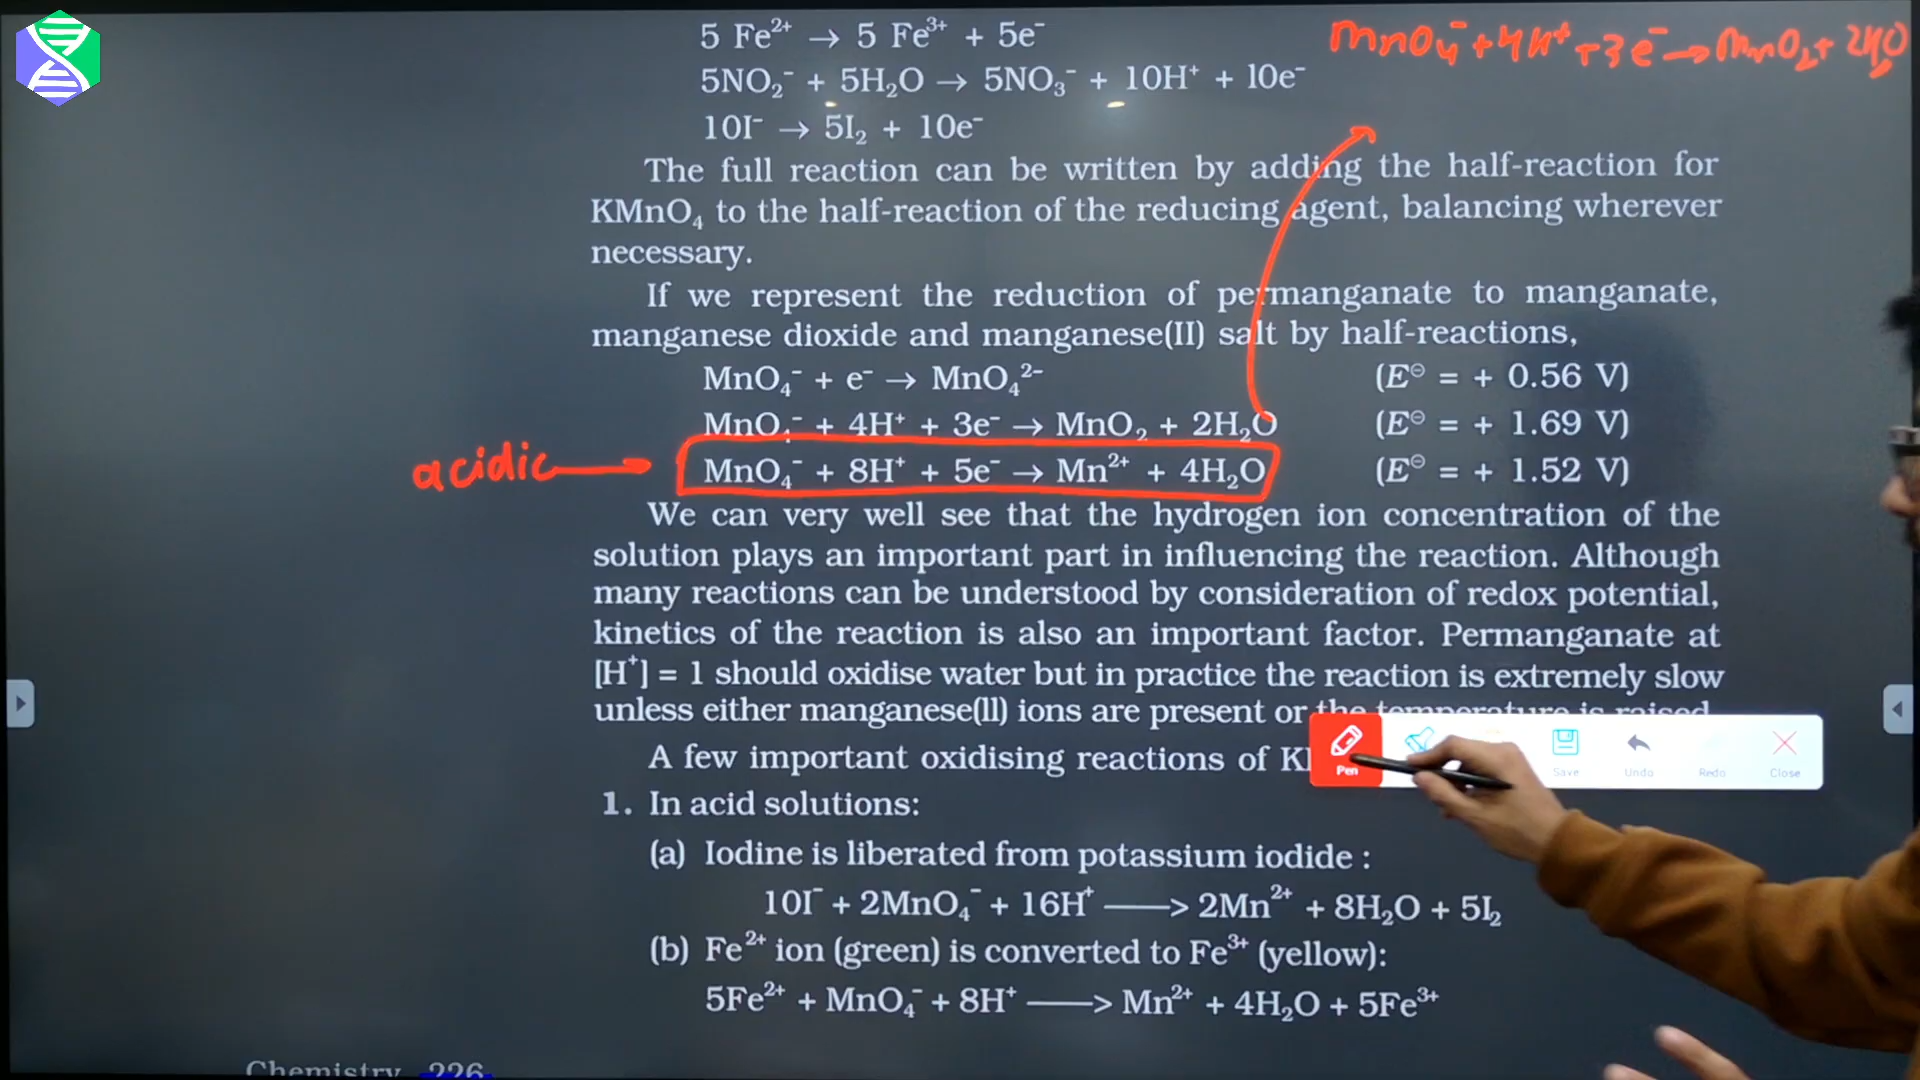 5 Fe²⁺ → 5 Fe³⁺ + 5e⁻
MnO₄⁻ + 4H⁺ + 3e⁻ → MnO₂ + 2H₂O
5NO₂⁻ + 5H₂O → 5NO₃⁻ + 10H⁺ + 10e⁻
10I⁻ → 5I₂ + 10e⁻
The full reaction can be written by adding the half-reaction for
KMnO₄ to the half-reaction of the reducing agent, balancing wherever
necessary.
If we represent the reduction of permanganate to manganate,
manganese dioxide and manganese(II) salt by half-reactions,
MnO₄⁻ + e⁻ → MnO₄²⁻ (E⊖ = + 0.56 V)
MnO₄⁻ + 4H⁺ + 3e⁻ → MnO₂ + 2H₂O (E⊖ = + 1.69 V)
acidic → MnO₄⁻ + 8H⁺ + 5e⁻ → Mn²⁺ + 4H₂O (E⊖ = + 1.52 V)
We can very well see that the hydrogen ion concentration of the
solution plays an important part in influencing the reaction. Although
many reactions can be understood by consideration of redox potential,
kinetics of the reaction is also an important factor. Permanganate at
[H⁺] = 1 should oxidise water but in practice the reaction is extremely slow
unless either manganese(ll) ions are present or the temperature is raised.
A few important oxidising reactions of
Pen Save Undo Redo Close
1. In acid solutions:
(a) Iodine is liberated from potassium iodide :
10I⁻ + 2MnO₄⁻ + 16H⁺ ——> 2Mn²⁺ + 8H₂O + 5I₂
(b) Fe²⁺ ion (green) is converted to Fe³⁺ (yellow):
5Fe²⁺ + MnO₄⁻ + 8H⁺ ——> Mn²⁺ + 4H₂O + 5Fe³⁺
Chemistry 226